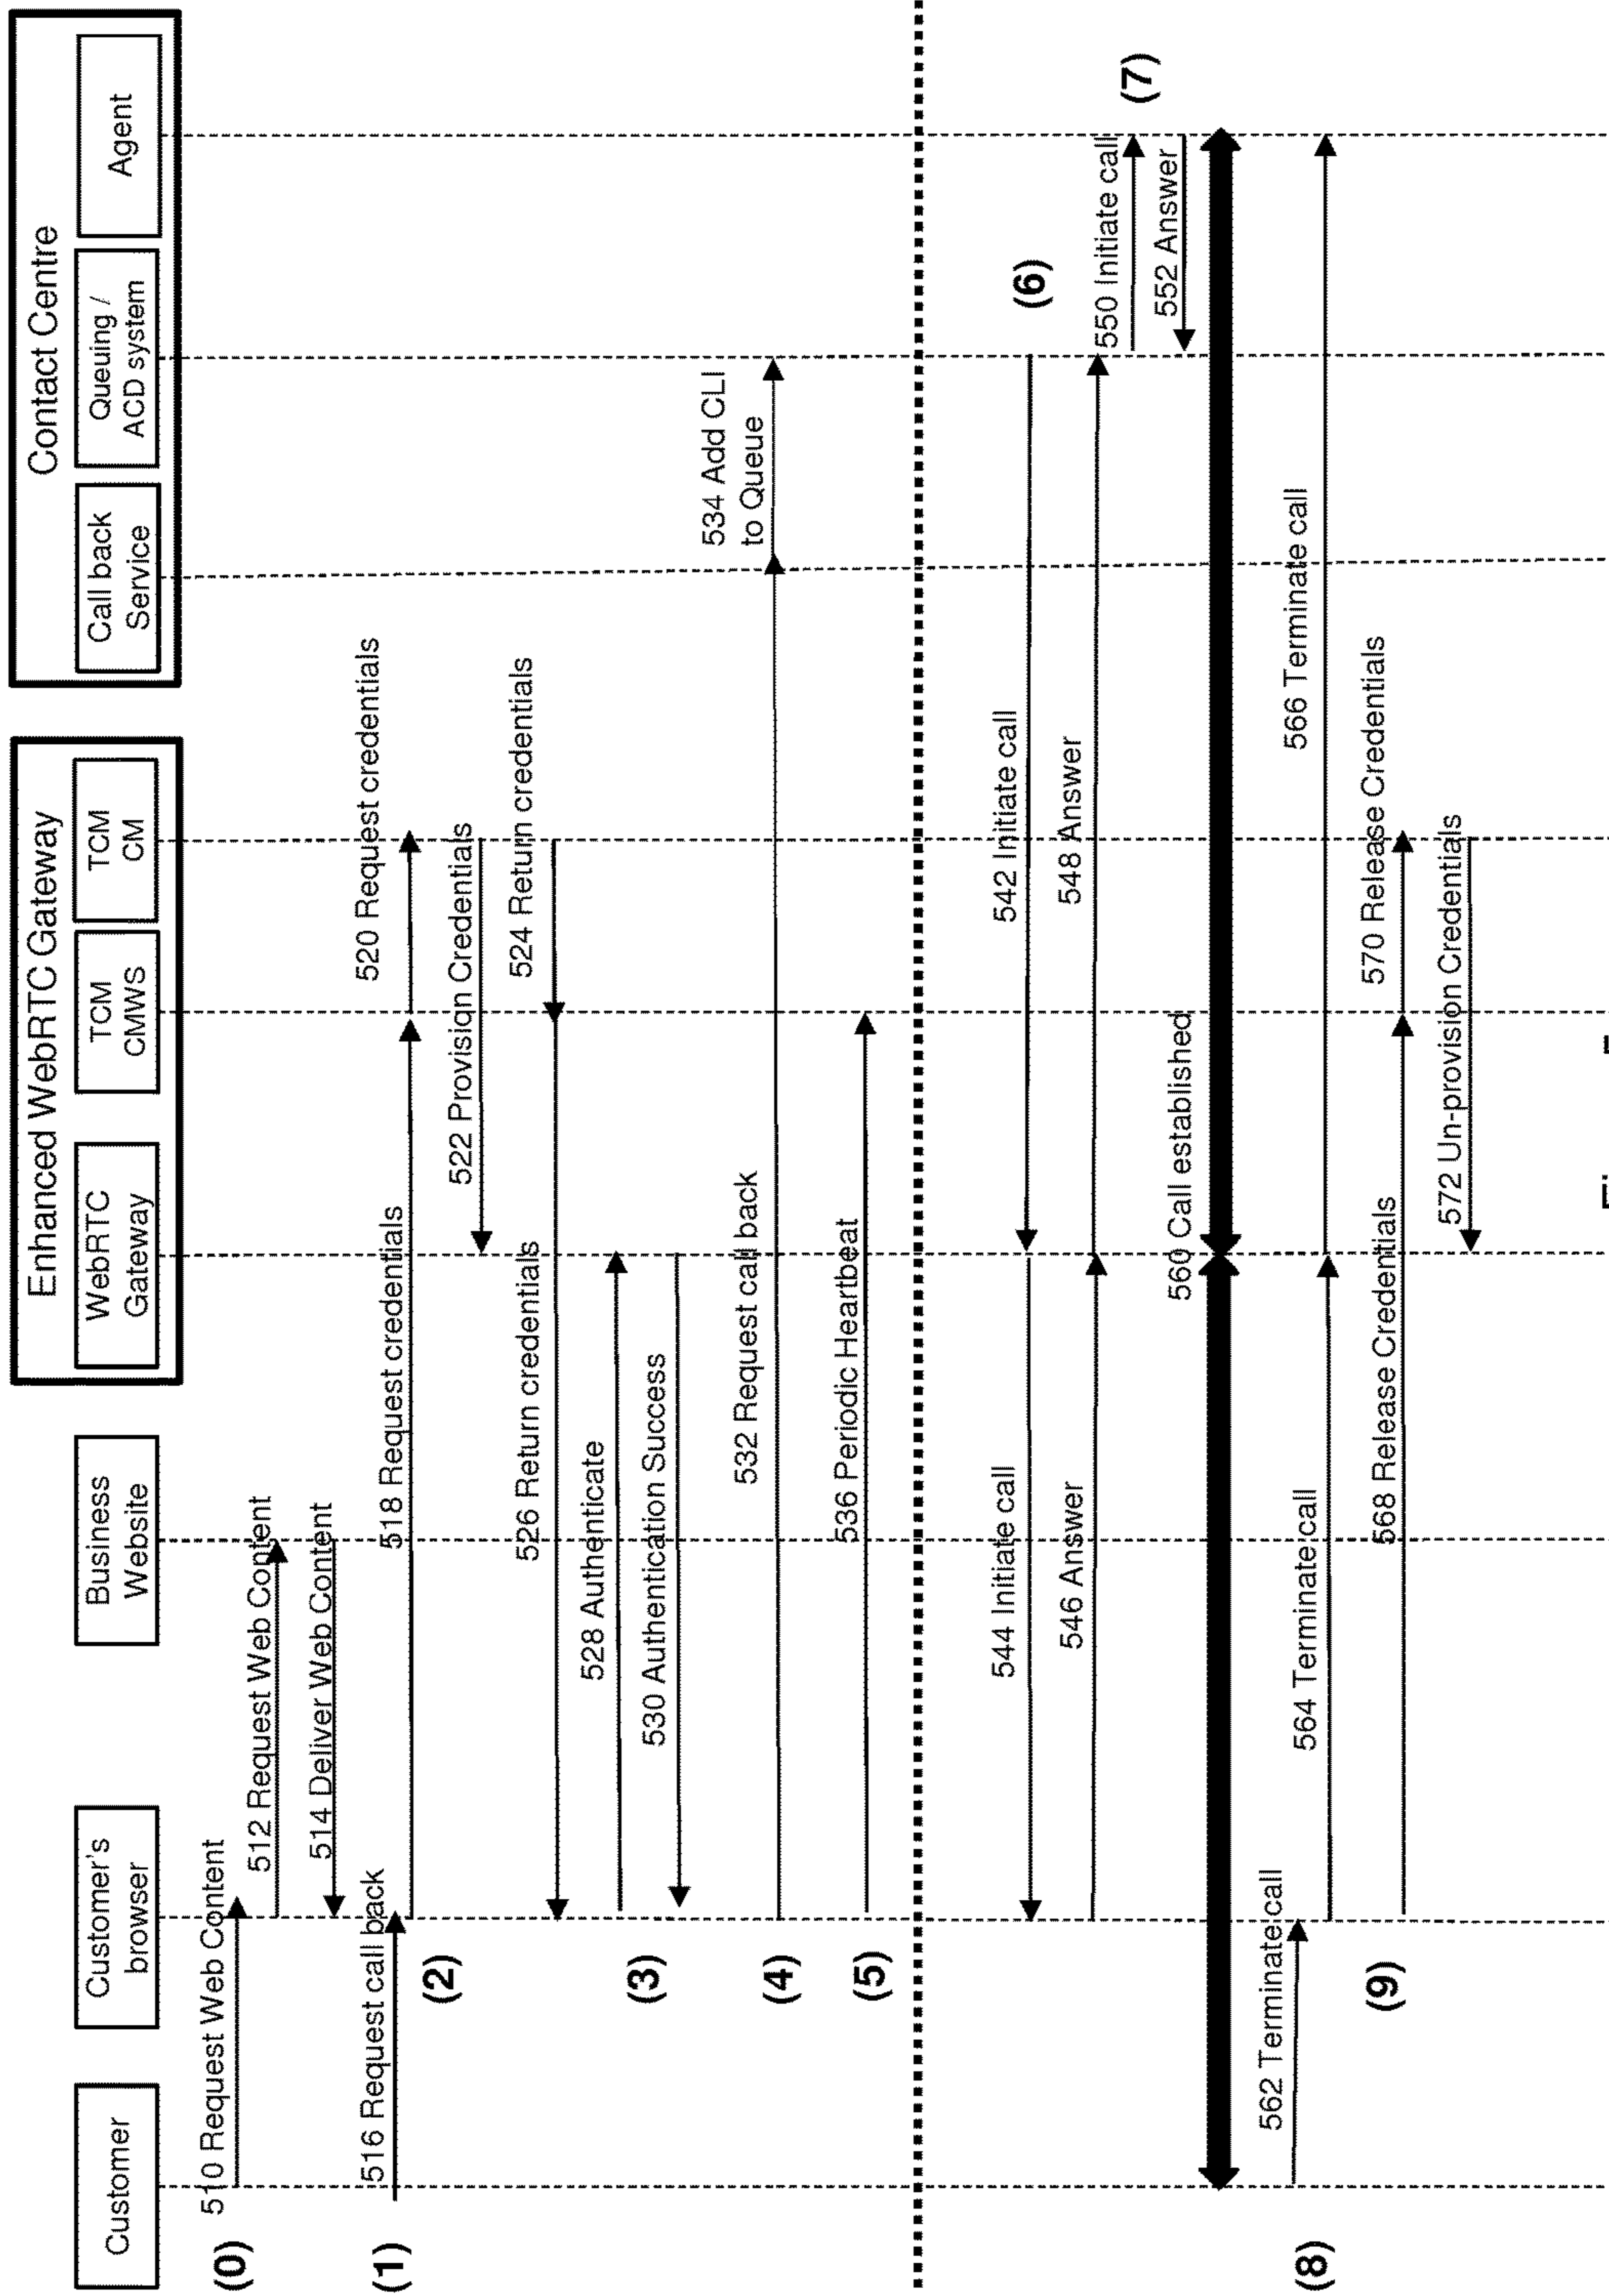 Customer
Customer's
browser
Business
Website
Enhanced WebRTC Gateway
WebRTC
Gateway
TCM
CMWS
TCM
CM
Contact Centre
Call back
Service
Queuing /
ACD system
Agent
(0)
510 Request Web Content
512 Request Web Content
514 Deliver Web Content
(1)
516 Request call back
(2)
518 Request credentials
520 Request credentials
522 Provision Credentials
524 Return credentials
526 Return credentials
(3)
528 Authenticate
530 Authentication Success
(4)
532 Request call back
534 Add CLI
to Queue
(5)
536 Periodic Heartbeat
(6)
542 Initiate call
544 Initiate call
546 Answer
548 Answer
550 Initiate call
(7)
552 Answer
560 Call established
(8)
562 Terminate call
564 Terminate call
566 Terminate call
(9)
568 Release Credentials
570 Release Credentials
572 Un-provision Credentials